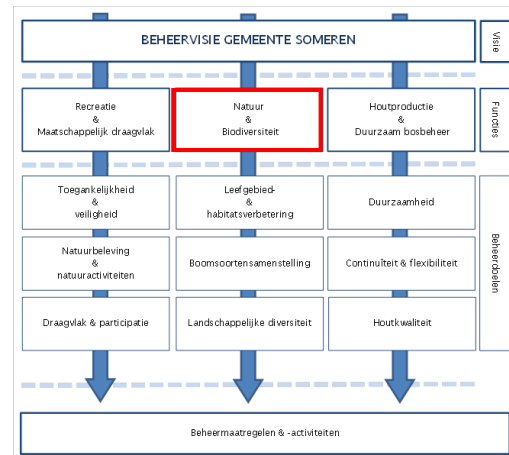 BEHEERVISIE GEMEENTE SOMEREN
Visie
Recreatie
&
Maatschappelijk draagvlak
Natuur
&
Biodiversiteit
Houtproductie
&
Duurzaam bosbeheer
Functies
Toegankelijkheid
&
veiligheid
Leefgebied-
&
habitatsverbetering
Duurzaamheid
Natuurbeleving
&
natuuractiviteiten
Boomsoortensamenstelling
Continuïteit & flexibiliteit
Draagvlak & participatie
Landschappelijke diversiteit
Houtkwaliteit
Beheerdoelen
Beheermaatregelen & -activiteiten